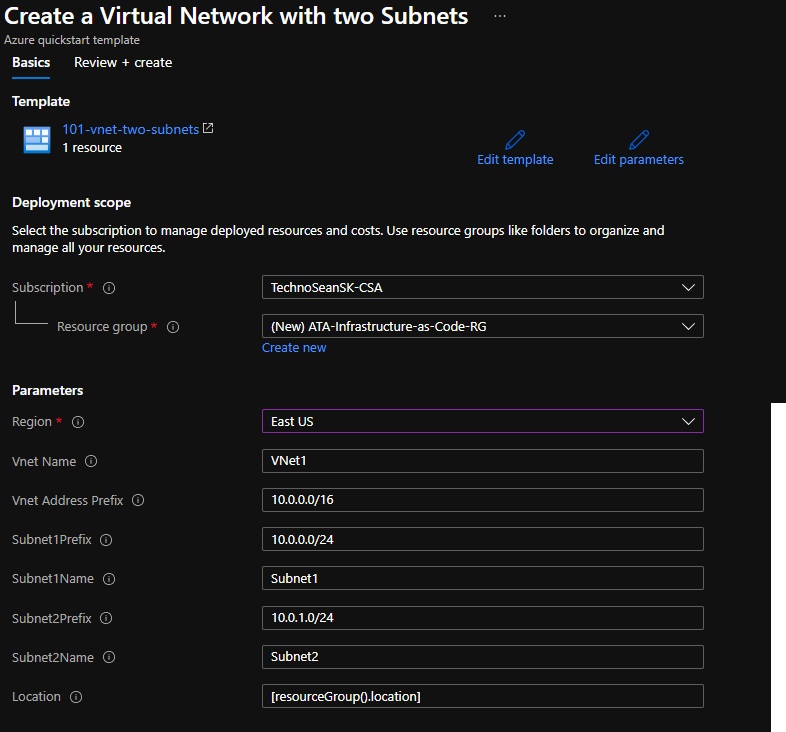 Create a Virtual Network with two Subnets ...
Azure quickstart template
Basics Review + create
Template
101-vnet-two-subnets
1 resource
Edit template Edit parameters
Deployment scope
Select the subscription to manage deployed resources and costs. Use resource groups like folders to organize and
manage all your resources.
Subscription * TechnoSeanSK-CSA
Resource group * (New) ATA-Infrastructure-as-Code-RG
Create new
Parameters
Region * East US
Vnet Name VNet1
Vnet Address Prefix 10.0.0.0/16
Subnet1Prefix 10.0.0.0/24
Subnet1Name Subnet1
Subnet2Prefix 10.0.1.0/24
Subnet2Name Subnet2
Location [resourceGroup().location]